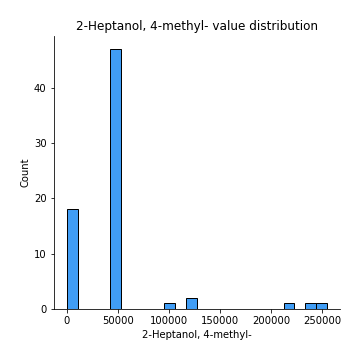 2-Heptanol, 4-methyl- value distribution
40
30
20
10
0
Count
0 50000 100000 150000 200000 250000
2-Heptanol, 4-methyl-